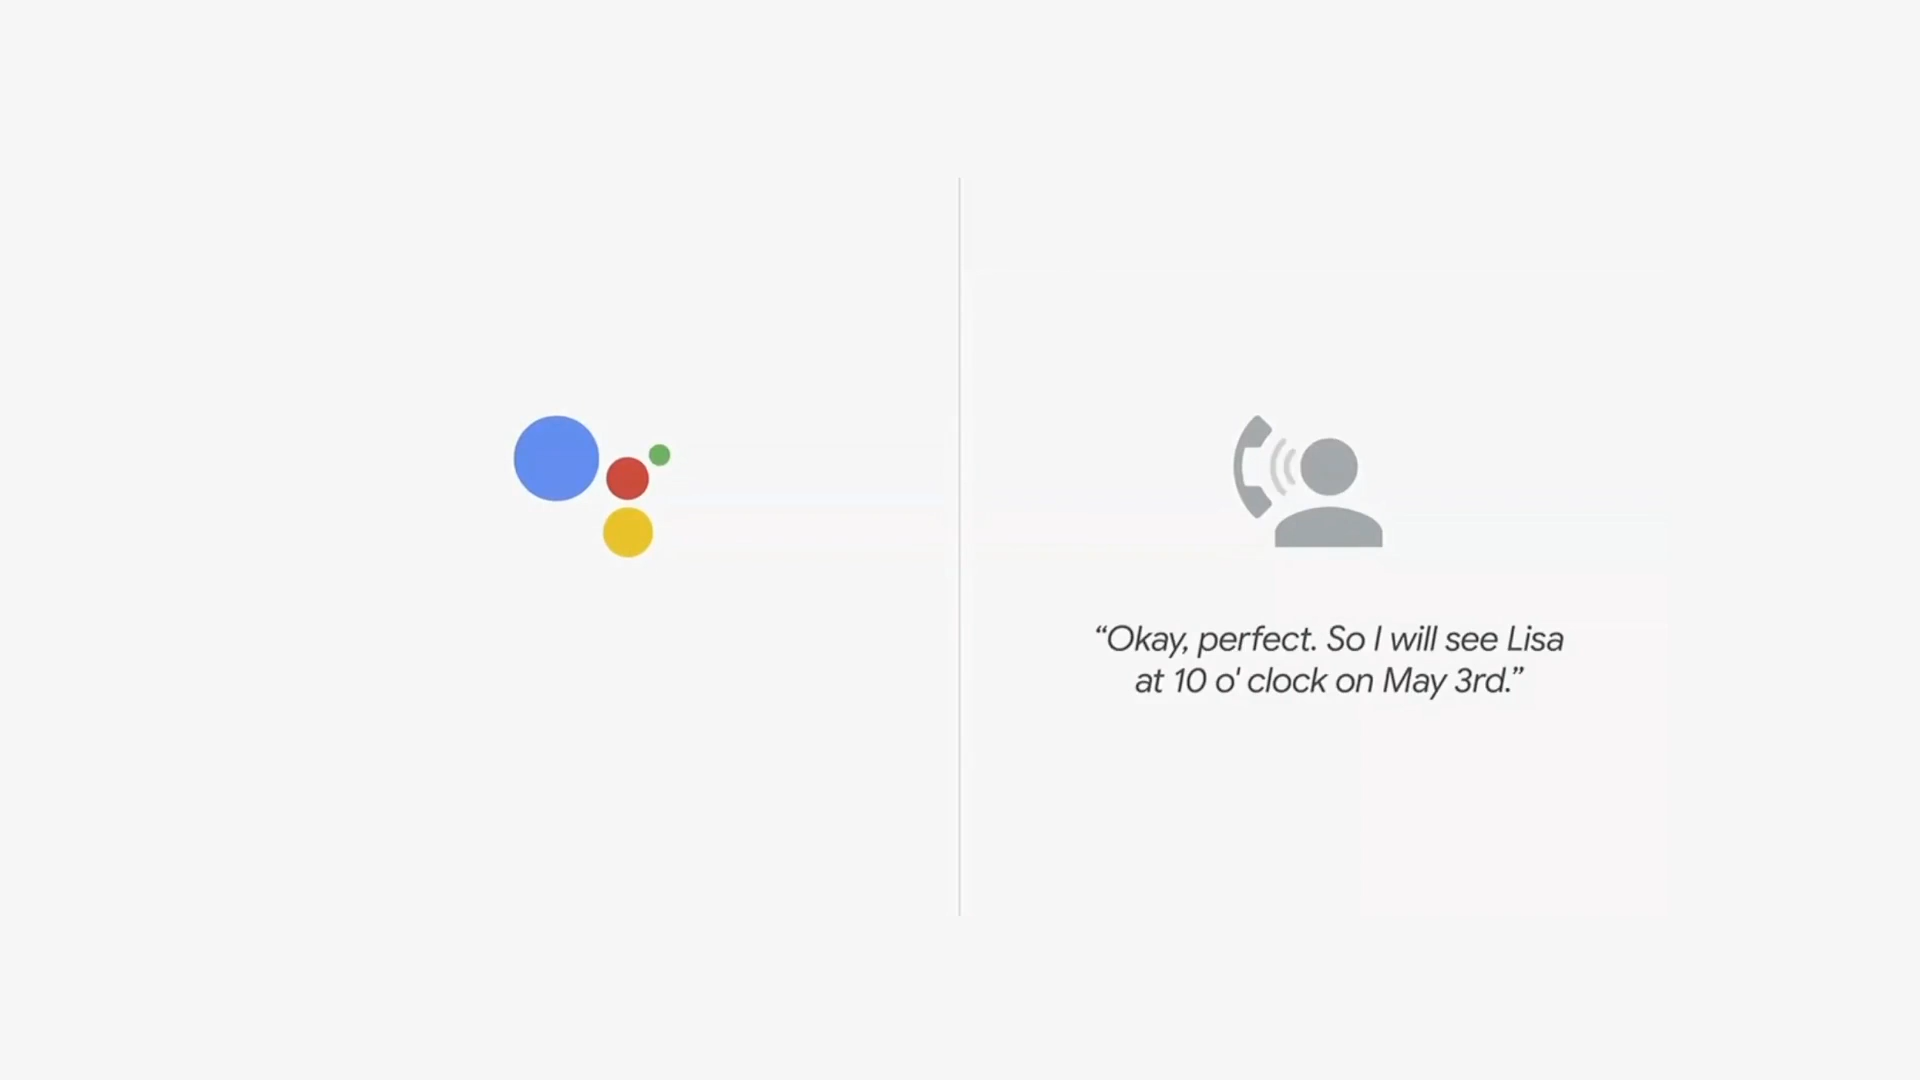 “Okay, perfect. So I will see Lisa
at 10 o' clock on May 3rd.”